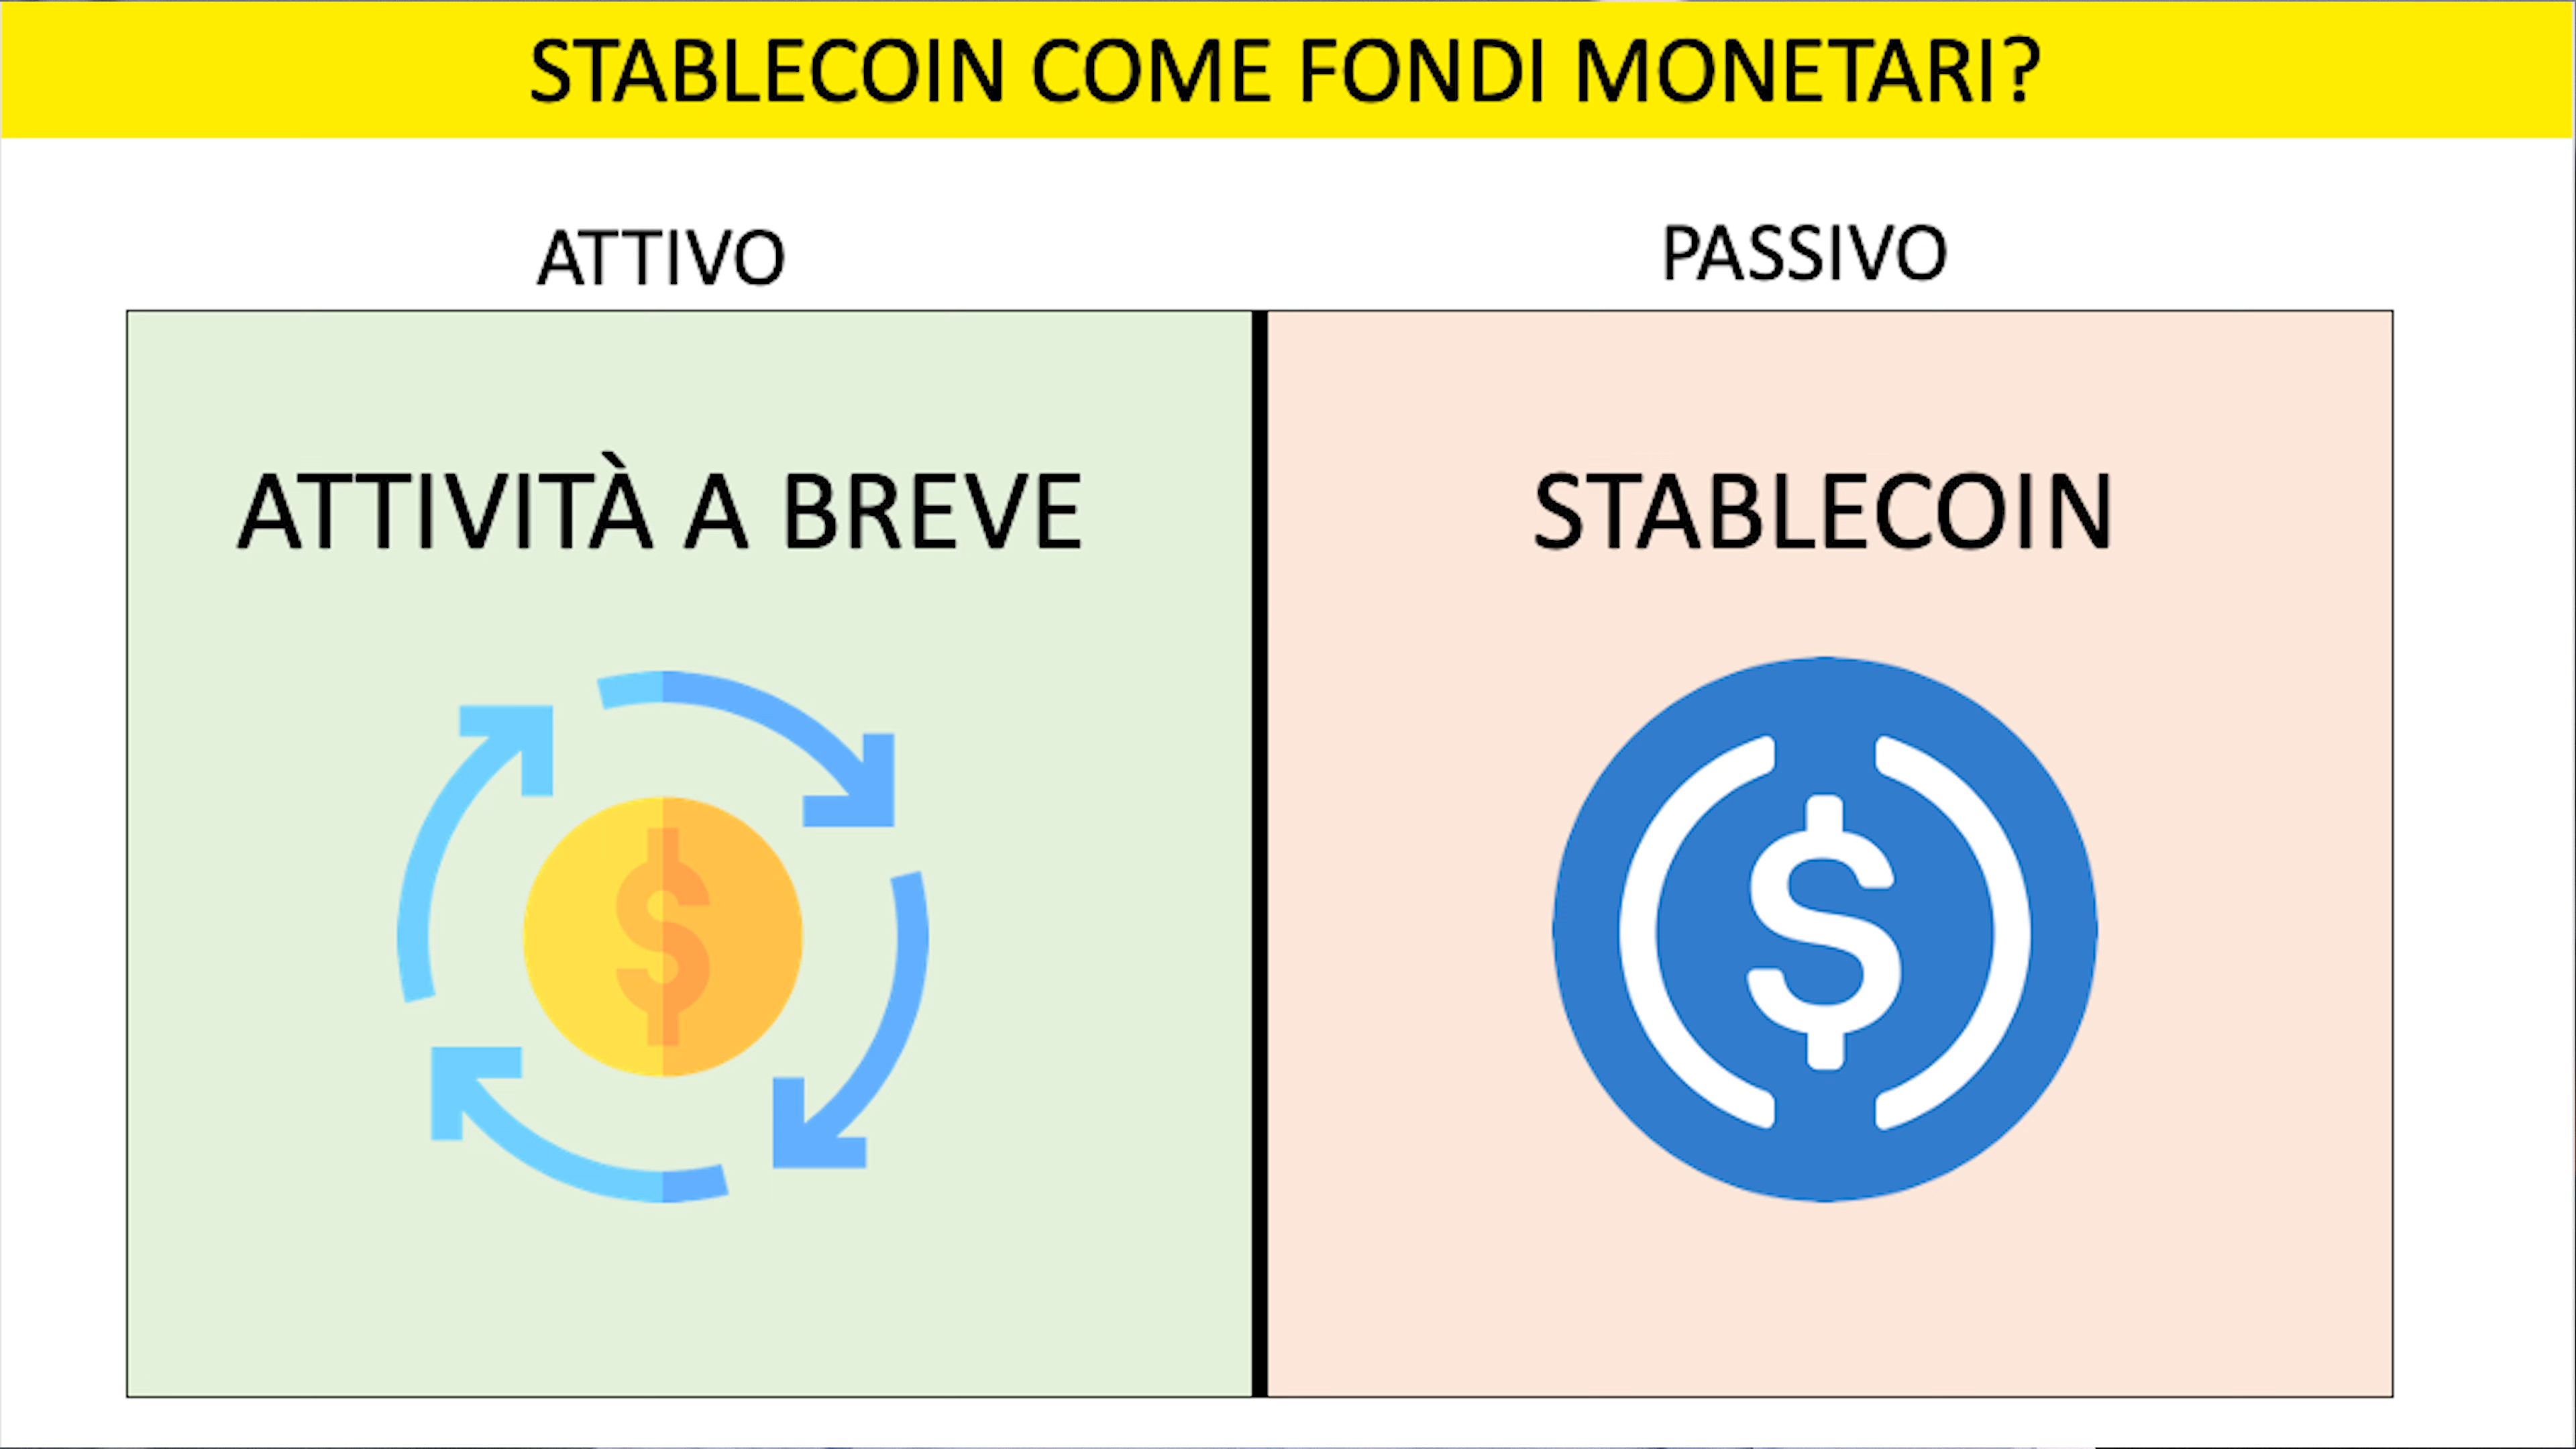 STABLECOIN COME FONDI MONETARI?
ATTIVO
PASSIVO
ATTIVITÀ A BREVE
STABLECOIN